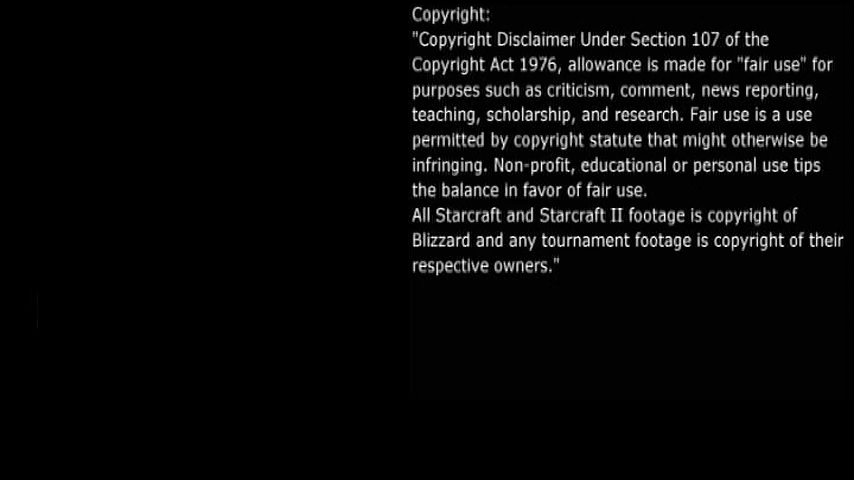 Copyright:
"Copyright Disclaimer Under Section 107 of the
Copyright Act 1976, allowance is made for "fair use" for
purposes such as criticism, comment, news reporting,
teaching, scholarship, and research. Fair use is a use
permitted by copyright statute that might otherwise be
infringing. Non-profit, educational or personal use tips
the balance in favor of fair use.
All Starcraft and Starcraft II footage is copyright of
Blizzard and any tournament footage is copyright of their
respective owners."